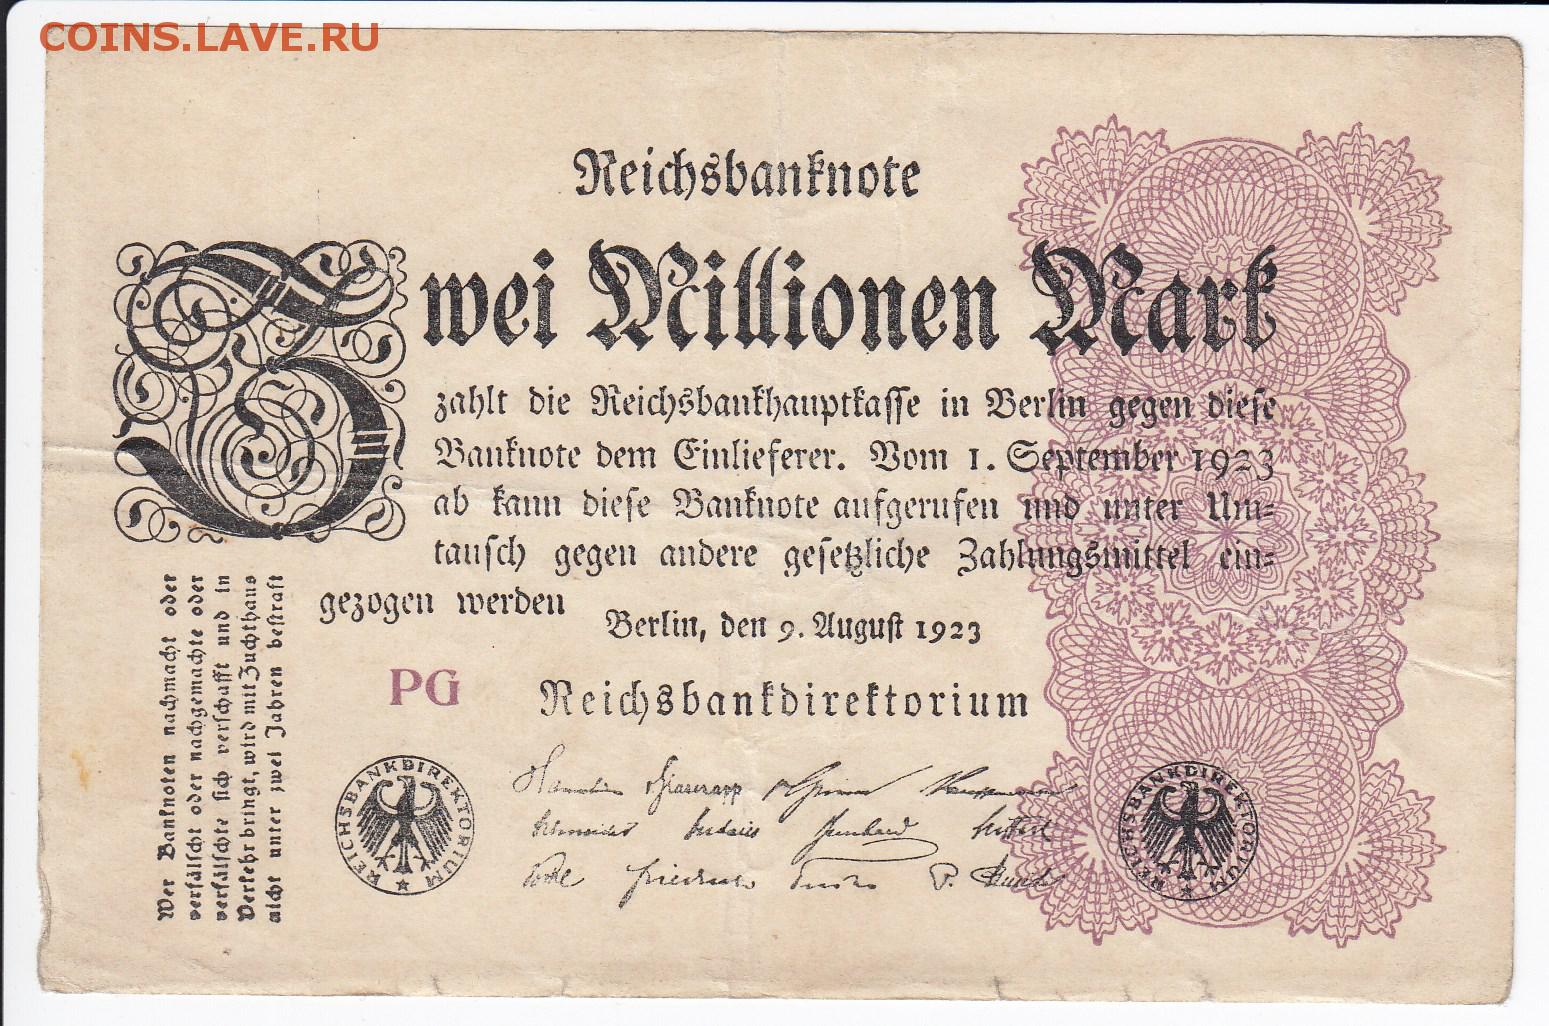 COINS.LAVE.RU
Reichsbanknote
Zwei Millionen Mark
zahlt die Reichsbankhauptkasse in Berlin gegen diese
Banknote dem Einlieferer. Vom 1. September 1923
ab kann diese Banknote aufgerufen und unter Um-
tausch gegen andere gesetzliche Zahlungsmittel ein-
gezogen werden
Berlin, den 9. August 1923
PG
Reichsbankdirektorium
Wer Banknoten nachmacht oder
verfälscht oder nachgemachte oder
verfälschte sich verschafft und in
Verkehr bringt, wird mit Zuchthaus
nicht unter zwei Jahren bestraft
REICHSBANKDIREKTORIUM
REICHSBANKDIREKTORIUM